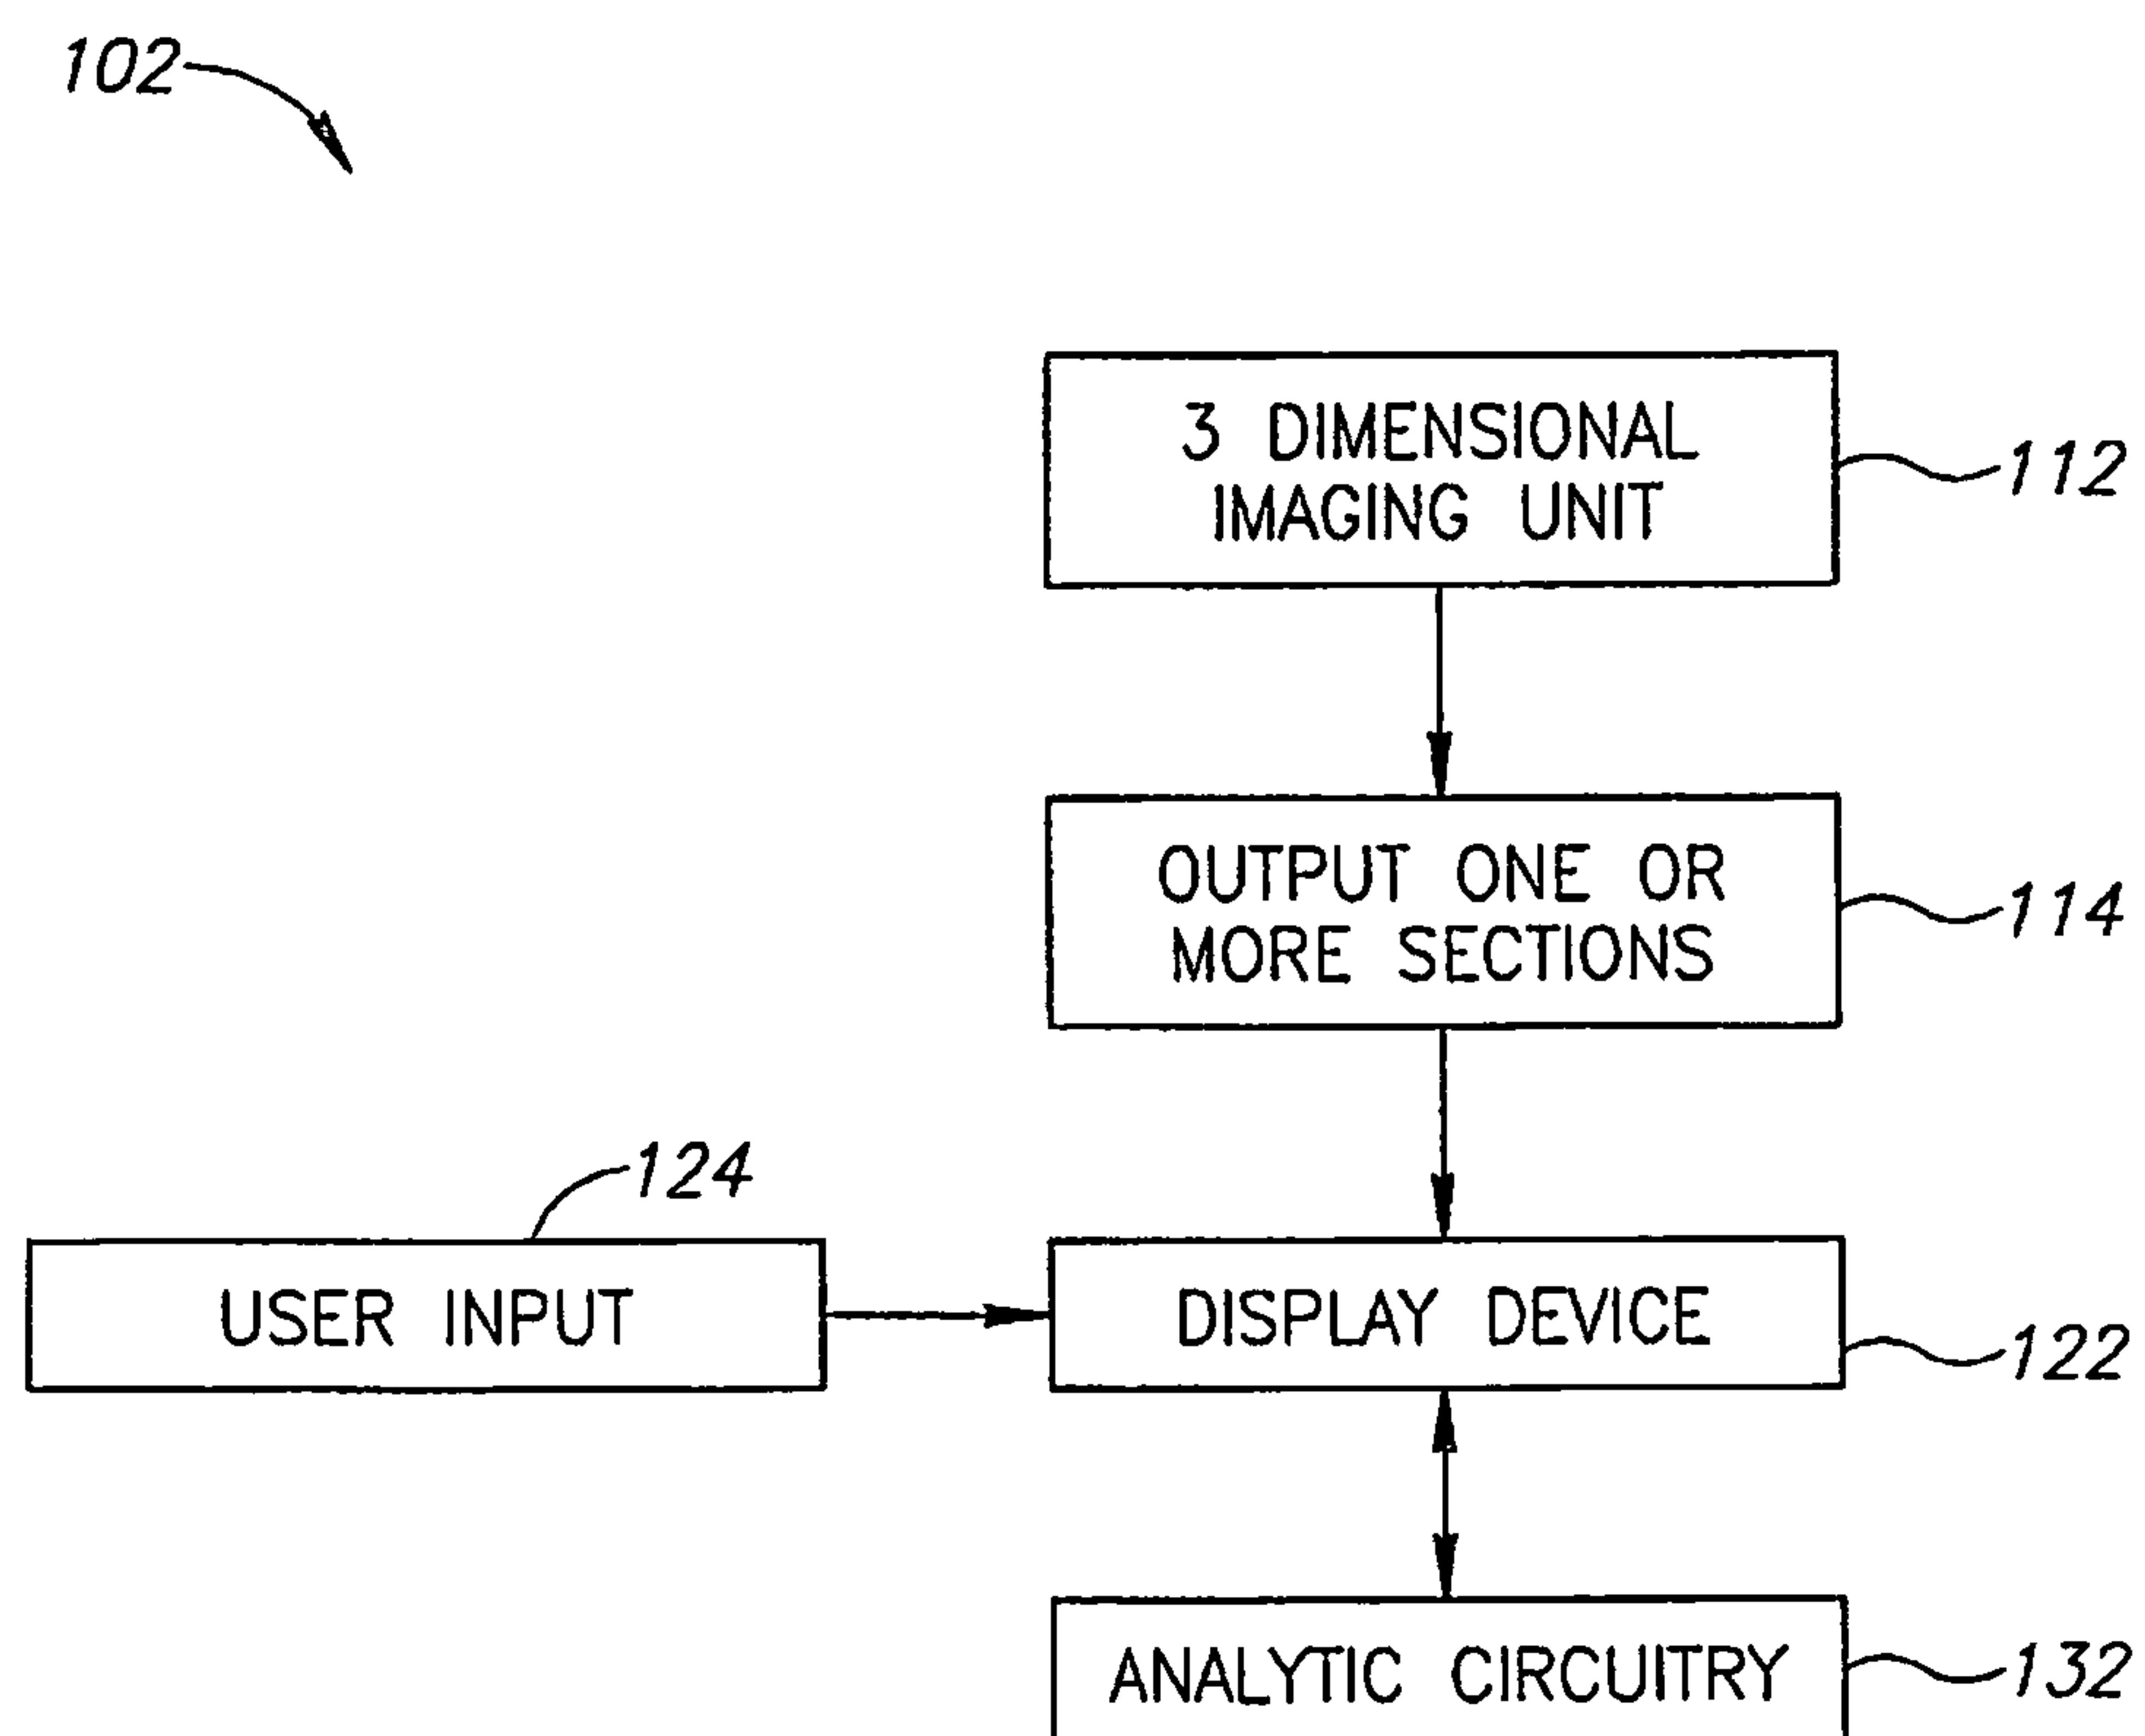 102
3 DIMENSIONAL
IMAGING UNIT
112
OUTPUT ONE OR
MORE SECTIONS
114
124
USER INPUT
DISPLAY DEVICE
122
ANALYTIC CIRCUITRY
132